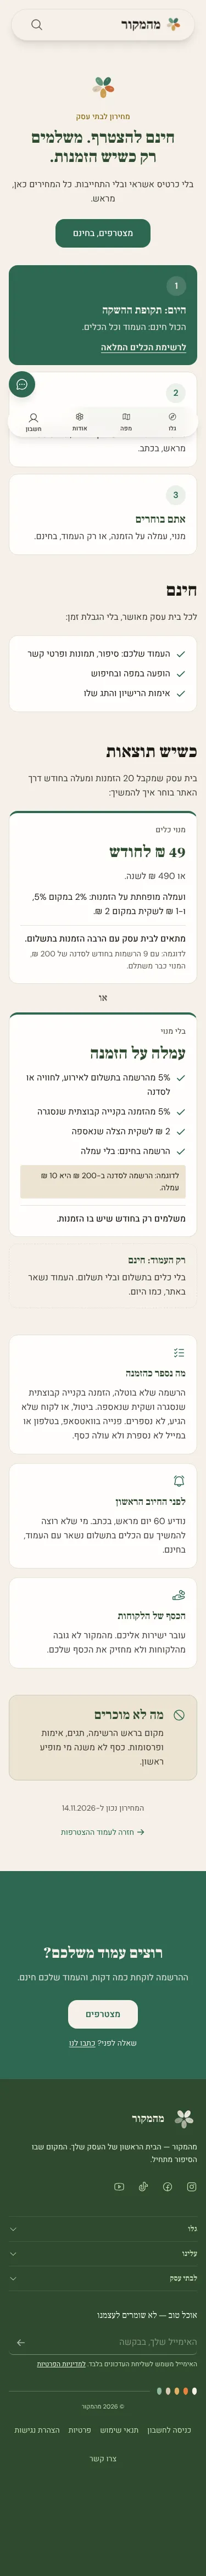 מהמקור
מחירון לבתי עסק
חינם להצטרף. משלמים
רק כשיש הזמנות.
בלי כרטיס אשראי ובלי התחייבות. כל המחירים כאן,
מראש.
מצטרפים, בחינם
1
היום: תקופת ההשקה
הכול חינם: העמוד וכל הכלים.
לרשימת הכלים המלאה
2
גלו
מפה
אודות
חשבון
מראש, בכתב.
3
אתם בוחרים
מנוי, עמלה על הזמנה, או רק העמוד, בחינם.
חינם
לכל בית עסק מאושר, בלי הגבלת זמן:
העמוד שלכם: סיפור, תמונות ופרטי קשר
הופעה במפה ובחיפוש
אימות הרישיון והתג שלו
כשיש תוצאות
בית עסק שמקבל 20 הזמנות ומעלה בחודש דרך
האתר בוחר איך להמשיך:
מנוי כלים
49 ₪ לחודש
או 490 ₪ לשנה.
ועמלה מופחתת על הזמנות: 2% במקום 5%,
ו-1 ₪ לשקית במקום 2 ₪.
מתאים לבית עסק עם הרבה הזמנות בתשלום.
לדוגמה: עם 9 הרשמות בחודש לסדנה של 200 ₪,
המנוי כבר משתלם.
או
בלי מנוי
עמלה על הזמנה
5% מהרשמה בתשלום לאירוע, לחוויה או
לסדנה
5% מהזמנה בקנייה קבוצתית שנסגרה
2 ₪ לשקית הצלה שנאספה
הרשמה בחינם: בלי עמלה
לדוגמה: הרשמה לסדנה ב-200 ₪ היא 10 ₪
עמלה.
משלמים רק בחודש שיש בו הזמנות.
רק העמוד: חינם
בלי כלים בתשלום ובלי תשלום. העמוד נשאר
באתר, כמו היום.
מה נספר כהזמנה
הרשמה שלא בוטלה, הזמנה בקנייה קבוצתית
שנסגרה ושקית שנאספה. ביטול, או לקוח שלא
הגיע, לא נספרים. פנייה בוואטסאפ, בטלפון או
במייל לא נספרת ולא עולה כסף.
לפני החיוב הראשון
נודיע 60 יום מראש, בכתב. מי שלא רוצה
להמשיך עם הכלים בתשלום נשאר עם העמוד,
בחינם.
הכסף של הלקוחות
עובר ישירות אליכם. מהמקור לא גובה
מהלקוחות ולא מחזיק את הכסף שלכם.
מה לא מוכרים
מקום בראש הרשימה, תגים, אימות
ופרסומות. כסף לא משנה מי מופיע
ראשון.
המחירון נכון ל-14.11.2026
חזרה לעמוד ההצטרפות
רוצים עמוד משלכם?
ההרשמה לוקחת כמה דקות, והעמוד שלכם חינם.
מצטרפים
שאלה לפני? כתבו לנו
מהמקור
מהמקור — הבית הראשון של העסק שלך. המקום שבו
הסיפור מתחיל.
גלו
עלינו
לבתי עסק
אוכל טוב — לא שומרים לעצמנו
האימייל שלך, בבקשה
האימייל משמש לשליחת העדכונים בלבד. למדיניות הפרטיות
© 2026 מהמקור
כניסה לחשבון
תנאי שימוש
פרטיות
הצהרת נגישות
צרו קשר